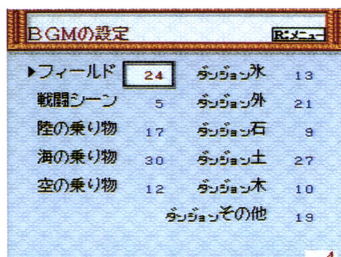 BGMの設定 R:メニュー
▶フィールド 24 ダンジョン氷 13
戦闘シーン 5 ダンジョン外 21
陸の乗り物 17 ダンジョン石 9
海の乗り物 30 ダンジョン土 27
空の乗り物 12 ダンジョン木 10
ダンジョンその他 19